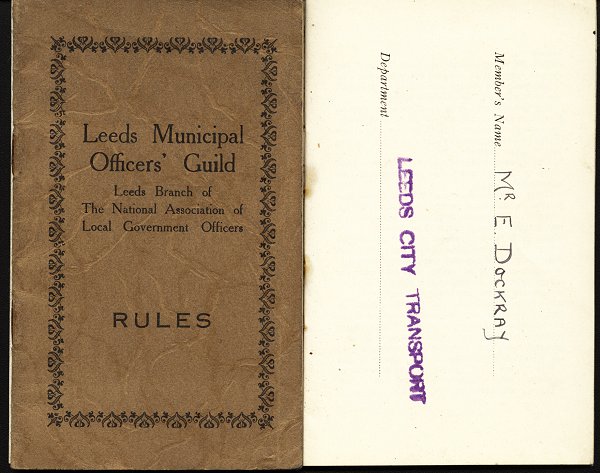 Leeds Municipal
Officers' Guild
Leeds Branch of
The National Association of
Local Government Officers
RULES
Member's Name MR E. DOCKRAY
Department
LEEDS CITY TRANSPORT